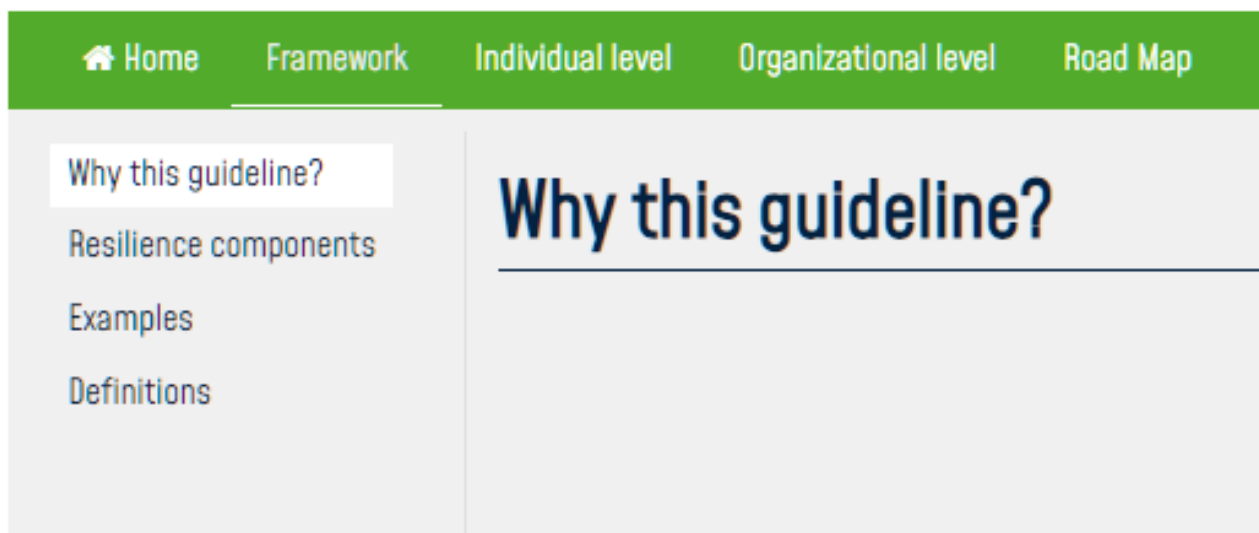 Home Framework Individual level Organizational level Road Map
Why this guideline?
Resilience components
Examples
Definitions
Why this guideline?